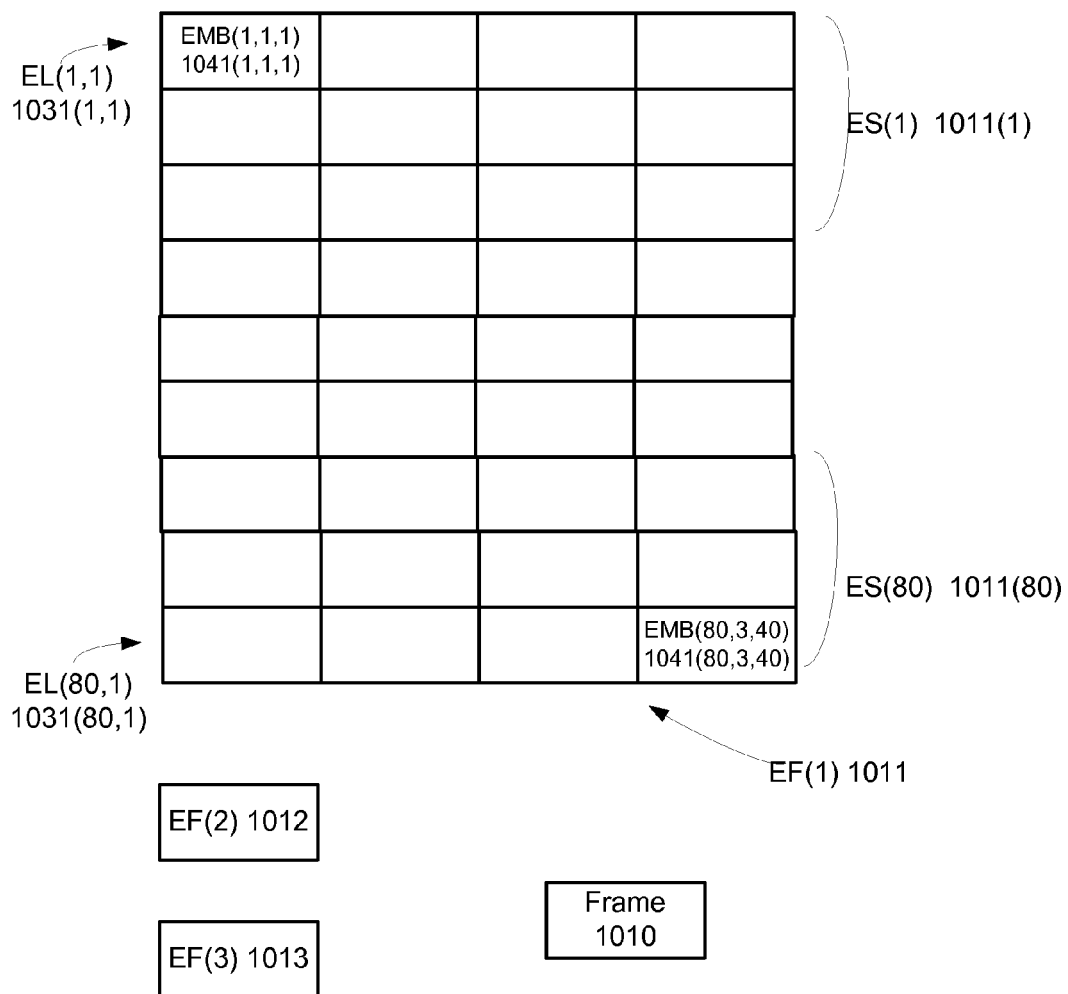 EMB(1,1,1)
1041(1,1,1)
EL(1,1)
1031(1,1)
ES(1) 1011(1)
ES(80) 1011(80)
EMB(80,3,40)
1041(80,3,40)
EL(80,1)
1031(80,1)
EF(1) 1011
EF(2) 1012
Frame
1010
EF(3) 1013